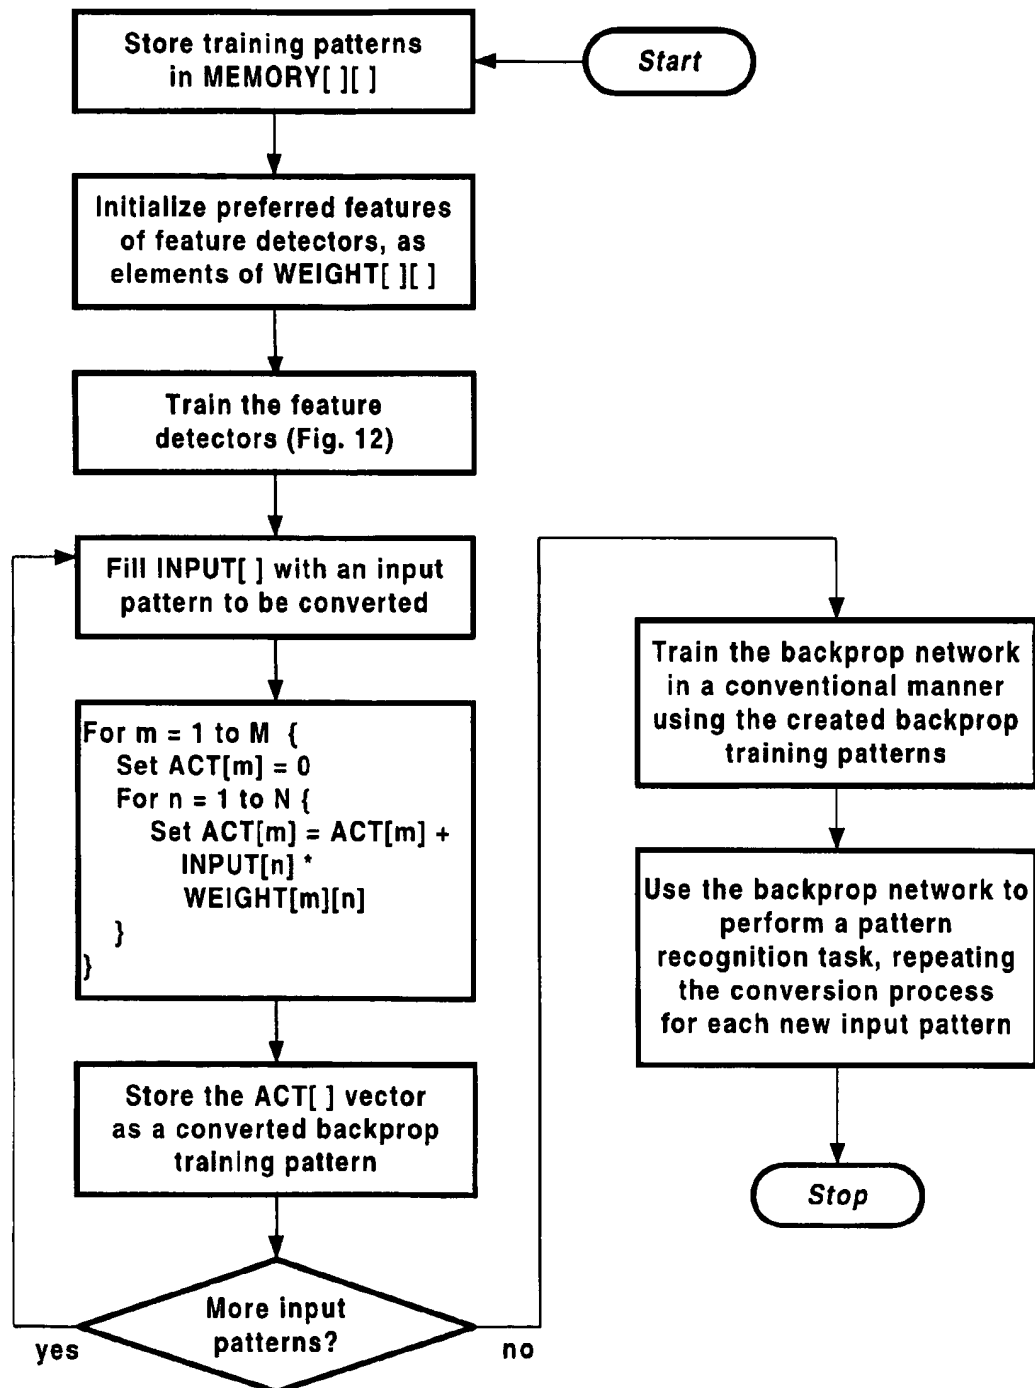 Start
Store training patterns
in MEMORY[ ][ ]
Initialize preferred features
of feature detectors, as
elements of WEIGHT[ ][ ]
Train the feature
detectors (Fig. 12)
Fill INPUT[ ] with an input
pattern to be converted
For m = 1 to M {
Set ACT[m] = 0
For n = 1 to N {
Set ACT[m] = ACT[m] +
INPUT[n] *
WEIGHT[m][n]
}
}
Store the ACT[ ] vector
as a converted backprop
training pattern
More input
patterns?
yes
no
Train the backprop network
in a conventional manner
using the created backprop
training patterns
Use the backprop network to
perform a pattern
recognition task, repeating
the conversion process
for each new input pattern
Stop